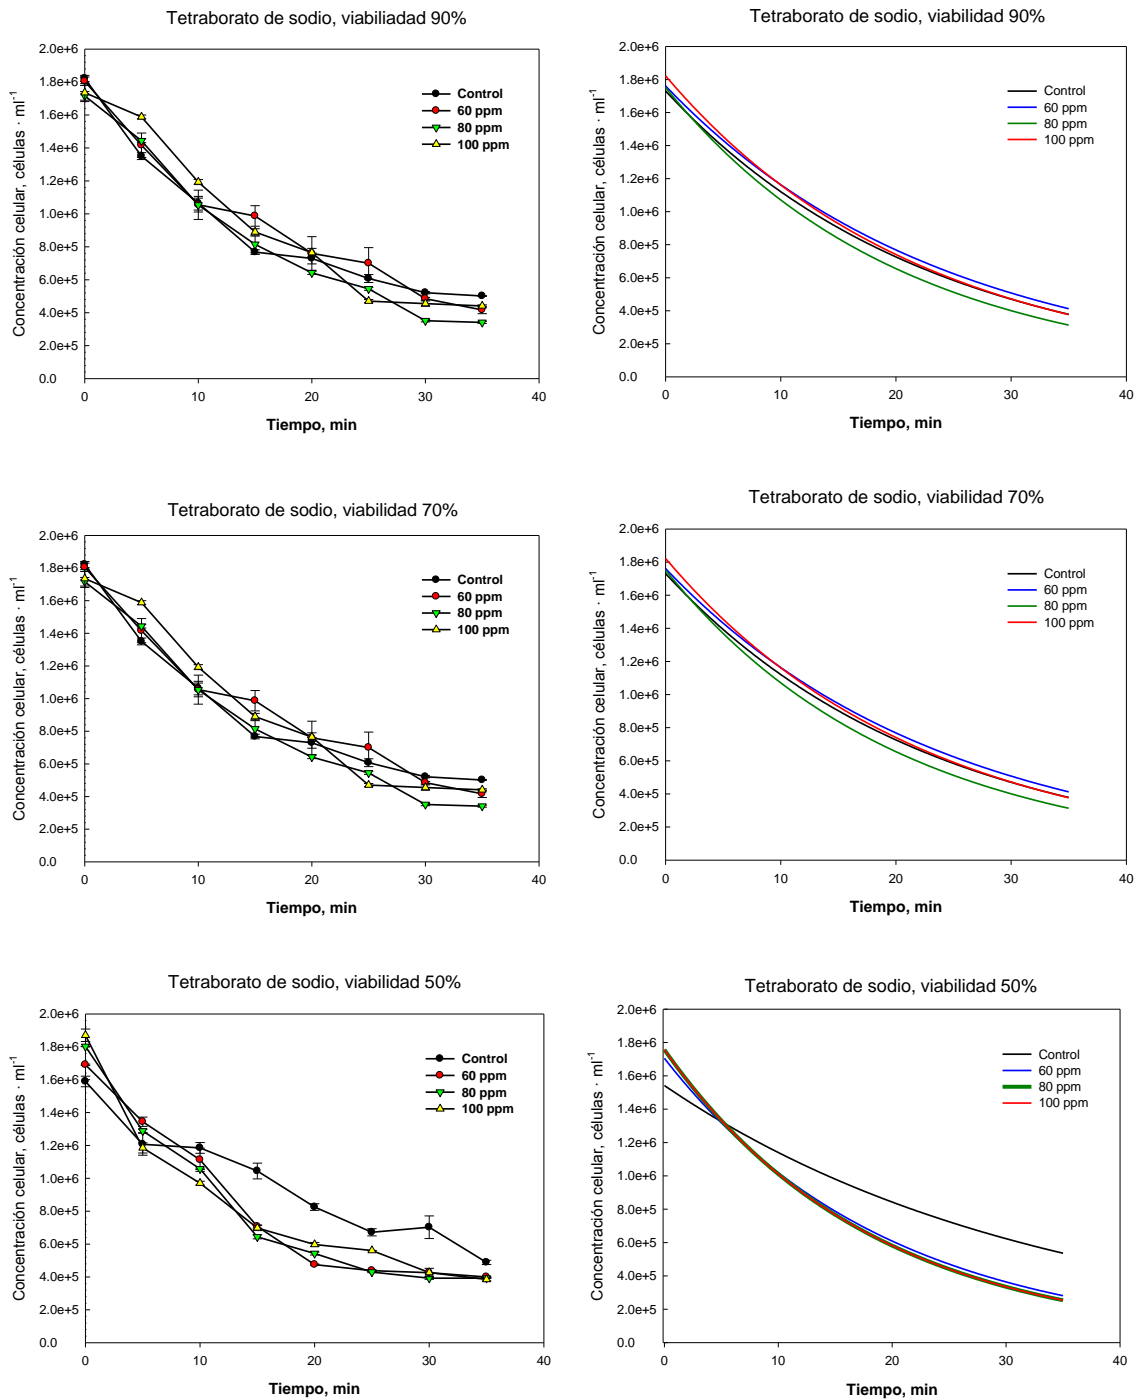 Tetraborato de sodio, viabiliadad 90%
2.0e+6
1.8e+6
1.6e+6
1.4e+6
1.2e+6
1.0e+6
8.0e+5
6.0e+5
4.0e+5
2.0e+5
0.0
Concentración celular, células · ml-1
Control
60 ppm
80 ppm
100 ppm
0 10 20 30 40
Tiempo, min
Tetraborato de sodio, viabilidad 90%
2.0e+6
1.8e+6
1.6e+6
1.4e+6
1.2e+6
1.0e+6
8.0e+5
6.0e+5
4.0e+5
2.0e+5
0.0
Concentración celular, células · ml-1
Control
60 ppm
80 ppm
100 ppm
0 10 20 30 40
Tiempo, min
Tetraborato de sodio, viabilidad 70%
2.0e+6
1.8e+6
1.6e+6
1.4e+6
1.2e+6
1.0e+6
8.0e+5
6.0e+5
4.0e+5
2.0e+5
0.0
Concentración celular, células · ml-1
Control
60 ppm
80 ppm
100 ppm
0 10 20 30 40
Tiempo, min
Tetraborato de sodio, viabilidad 70%
2.0e+6
1.8e+6
1.6e+6
1.4e+6
1.2e+6
1.0e+6
8.0e+5
6.0e+5
4.0e+5
2.0e+5
0.0
Concentración celular, células · ml-1
Control
60 ppm
80 ppm
100 ppm
0 10 20 30 40
Tiempo, min
Tetraborato de sodio, viabilidad 50%
2.0e+6
1.8e+6
1.6e+6
1.4e+6
1.2e+6
1.0e+6
8.0e+5
6.0e+5
4.0e+5
2.0e+5
0.0
Concentración celular, células · ml-1
Control
60 ppm
80 ppm
100 ppm
0 10 20 30 40
Tiempo, min
Tetraborato de sodio, viabilidad 50%
2.0e+6
1.8e+6
1.6e+6
1.4e+6
1.2e+6
1.0e+6
8.0e+5
6.0e+5
4.0e+5
2.0e+5
0.0
Concentración celular, células · ml-1
Control
60 ppm
80 ppm
100 ppm
0 10 20 30 40
Tiempo, min